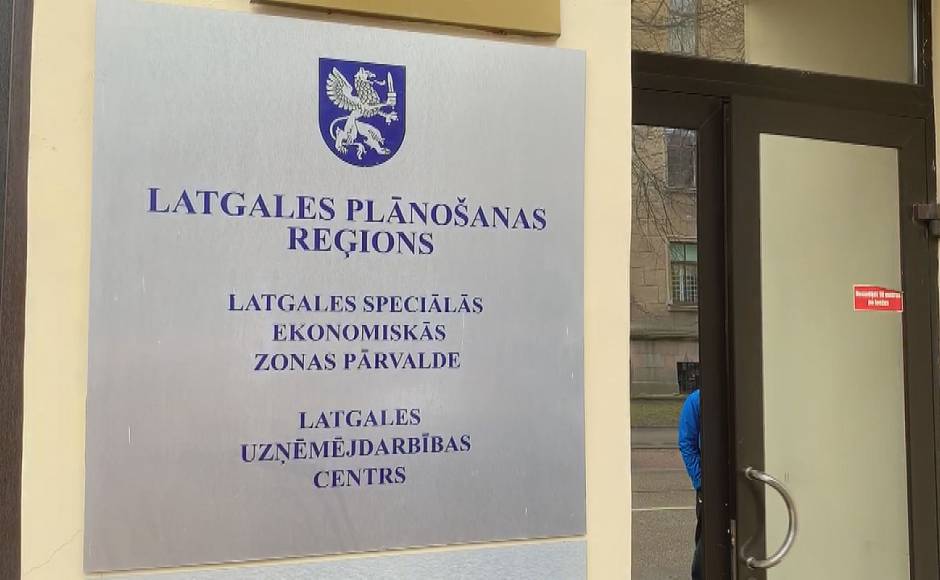 LATGALES PLĀNOŠANAS
REĢIONS
LATGALES SPECIĀLĀS
EKONOMISKĀS
ZONAS PĀRVALDE
LATGALES
UZŅĒMĒJDARBĪBAS
CENTRS